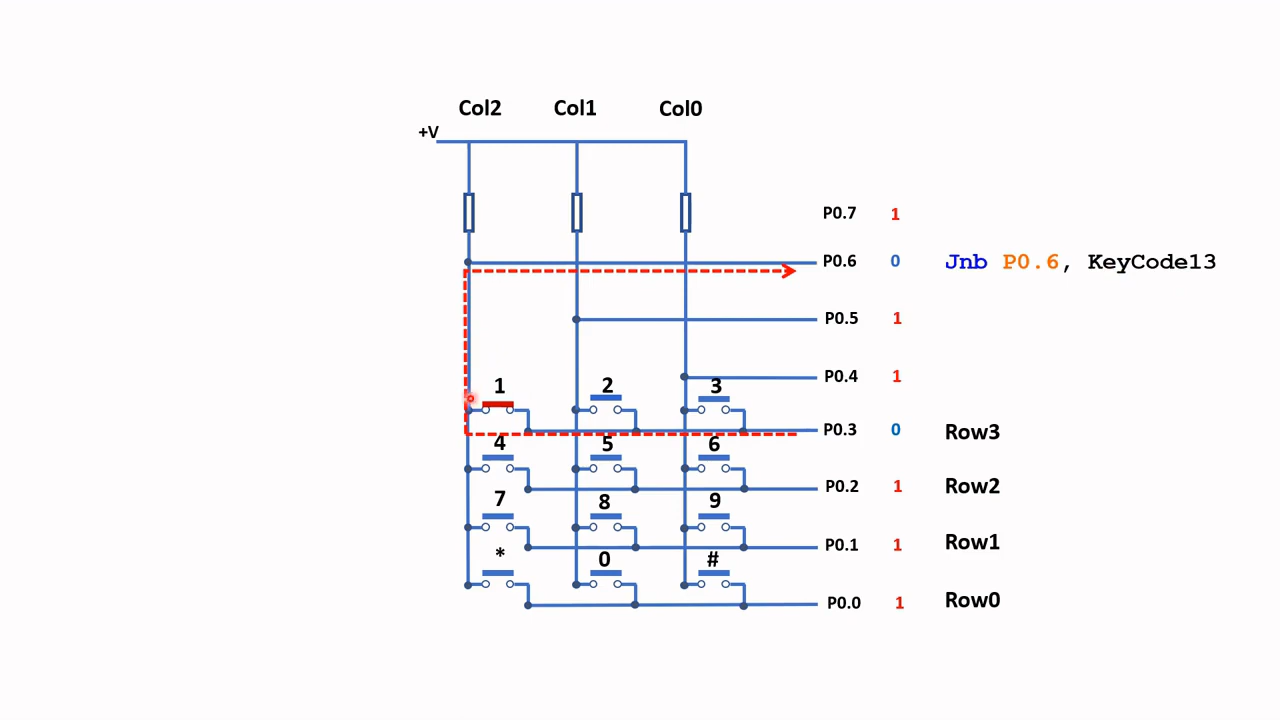 Col2 Col1 Col0
+V
P0.7 1
P0.6 0 Jnb P0.6, KeyCode13
P0.5 1
P0.4 1
1 2 3
P0.3 0 Row3
4 5 6
P0.2 1 Row2
7 8 9
P0.1 1 Row1
* 0 #
P0.0 1 Row0